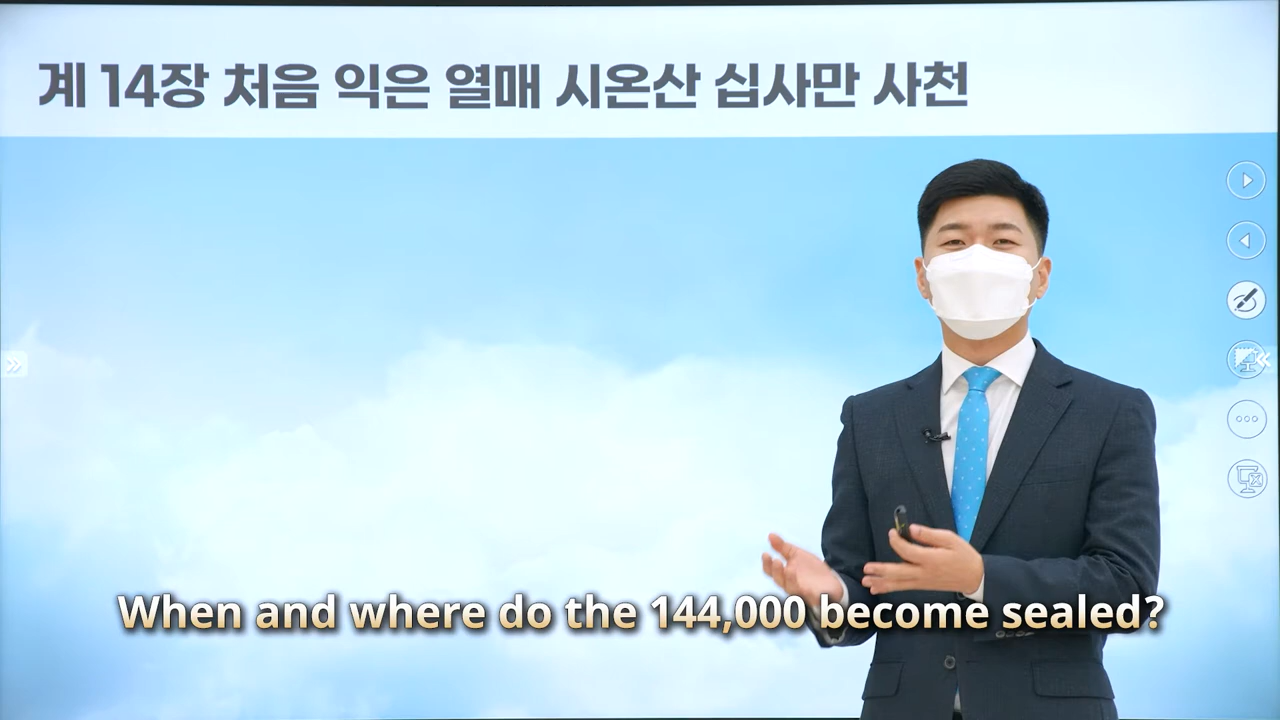 계 14장 처음 익은 열매 시온산 십사만 사천
When and where do the 144,000 become sealed?